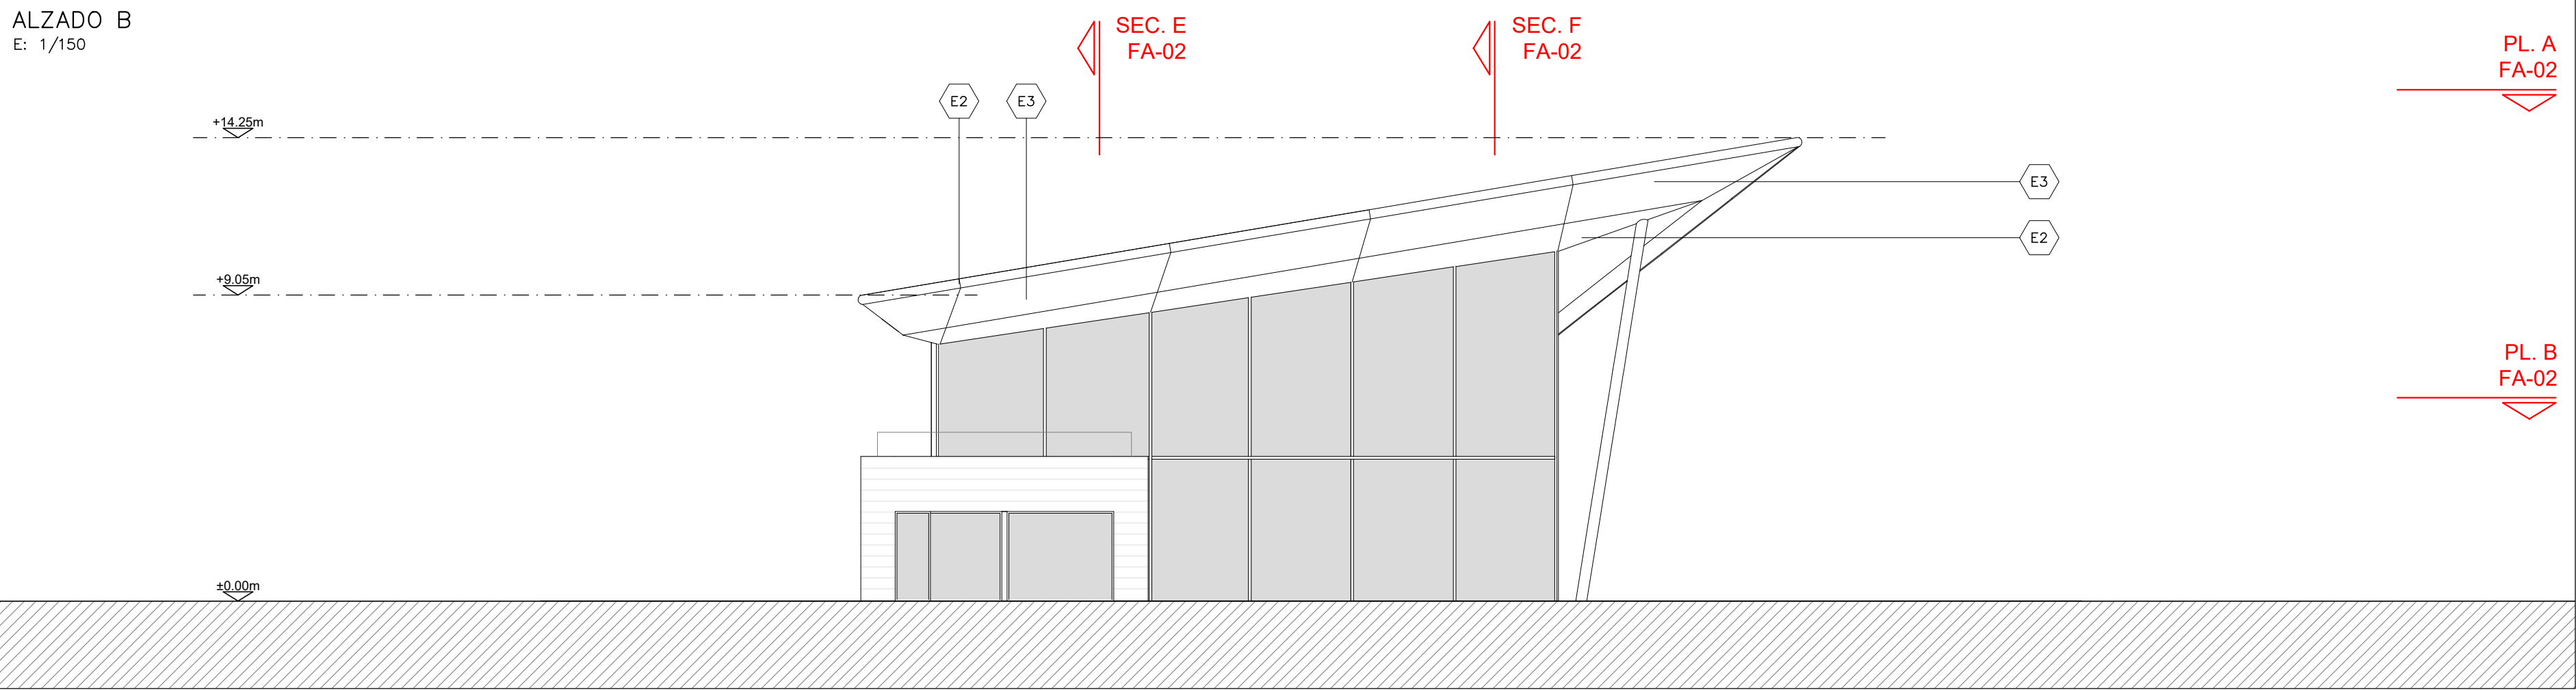 ALZADO B
E: 1/150
SEC. E
FA-02
SEC. F
FA-02
PL. A
FA-02
E2
E3
+14.25m
E3
E2
+9.05m
PL. B
FA-02
±0.00m